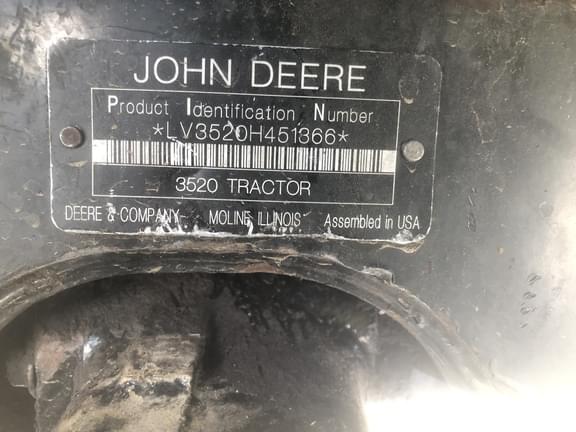 JOHN DEERE
Product Identification Number
*LV3520H451366*
3520 TRACTOR
DEERE & COMPANY MOLINE ILLINOIS Assembled in USA